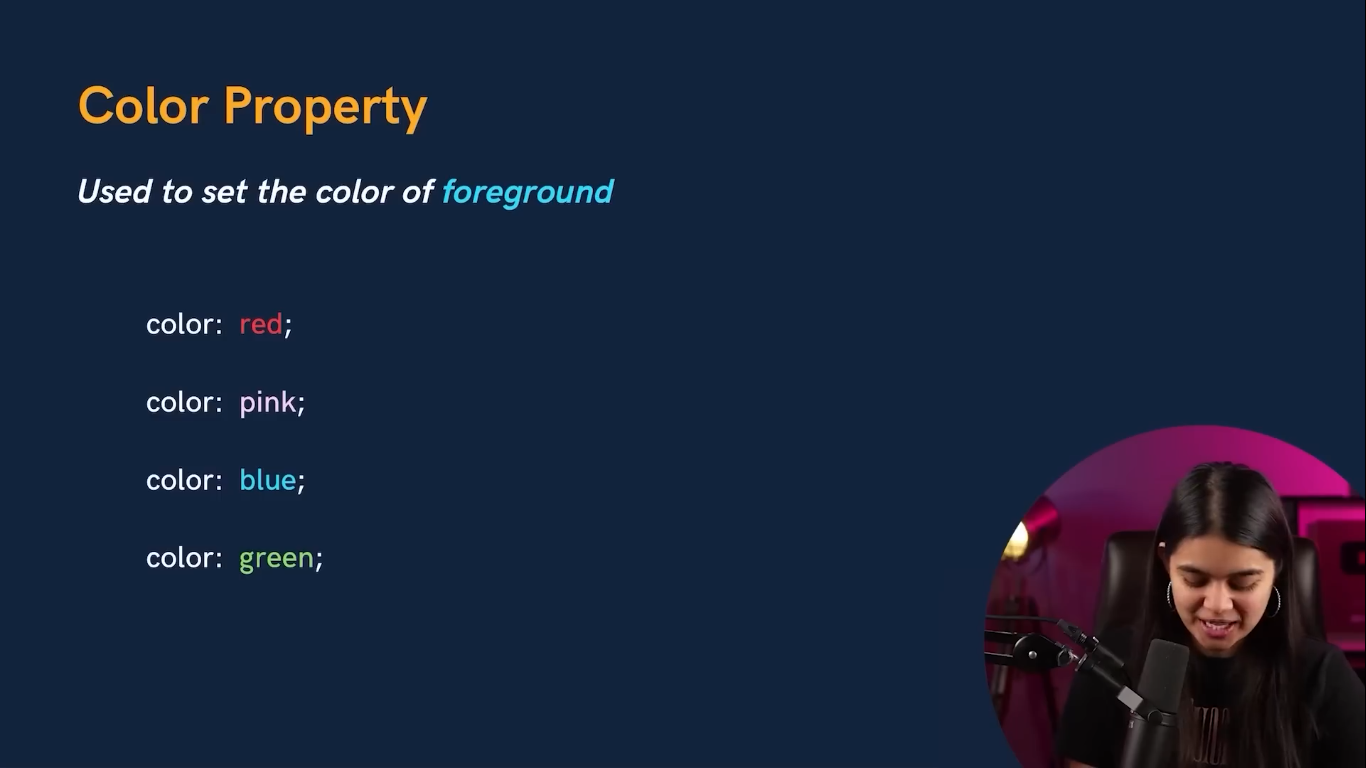 Color Property
Used to set the color of foreground
color: red;
color: pink;
color: blue;
color: green;